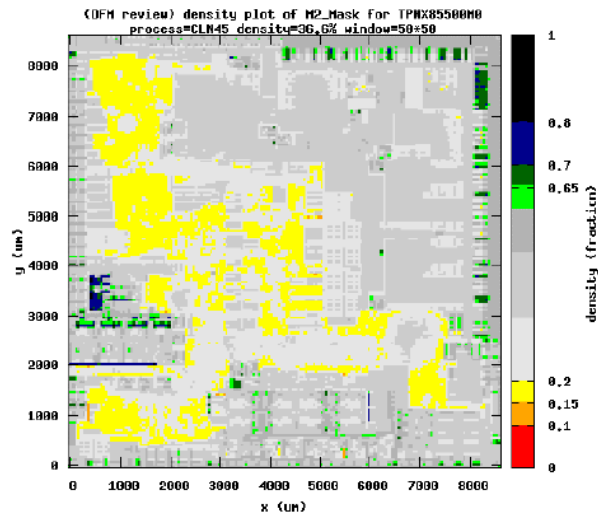 (DFM review) density plot of M2_Mask for TPNX85500M0
process=CLN45 density=36.6% window=50*50
8000
7000
6000
5000
4000
3000
2000
1000
0
y (um)
0 1000 2000 3000 4000 5000 6000 7000 8000
x (um)
1
0.8
0.7
0.65
0.2
0.15
0.1
0
density (fraction)